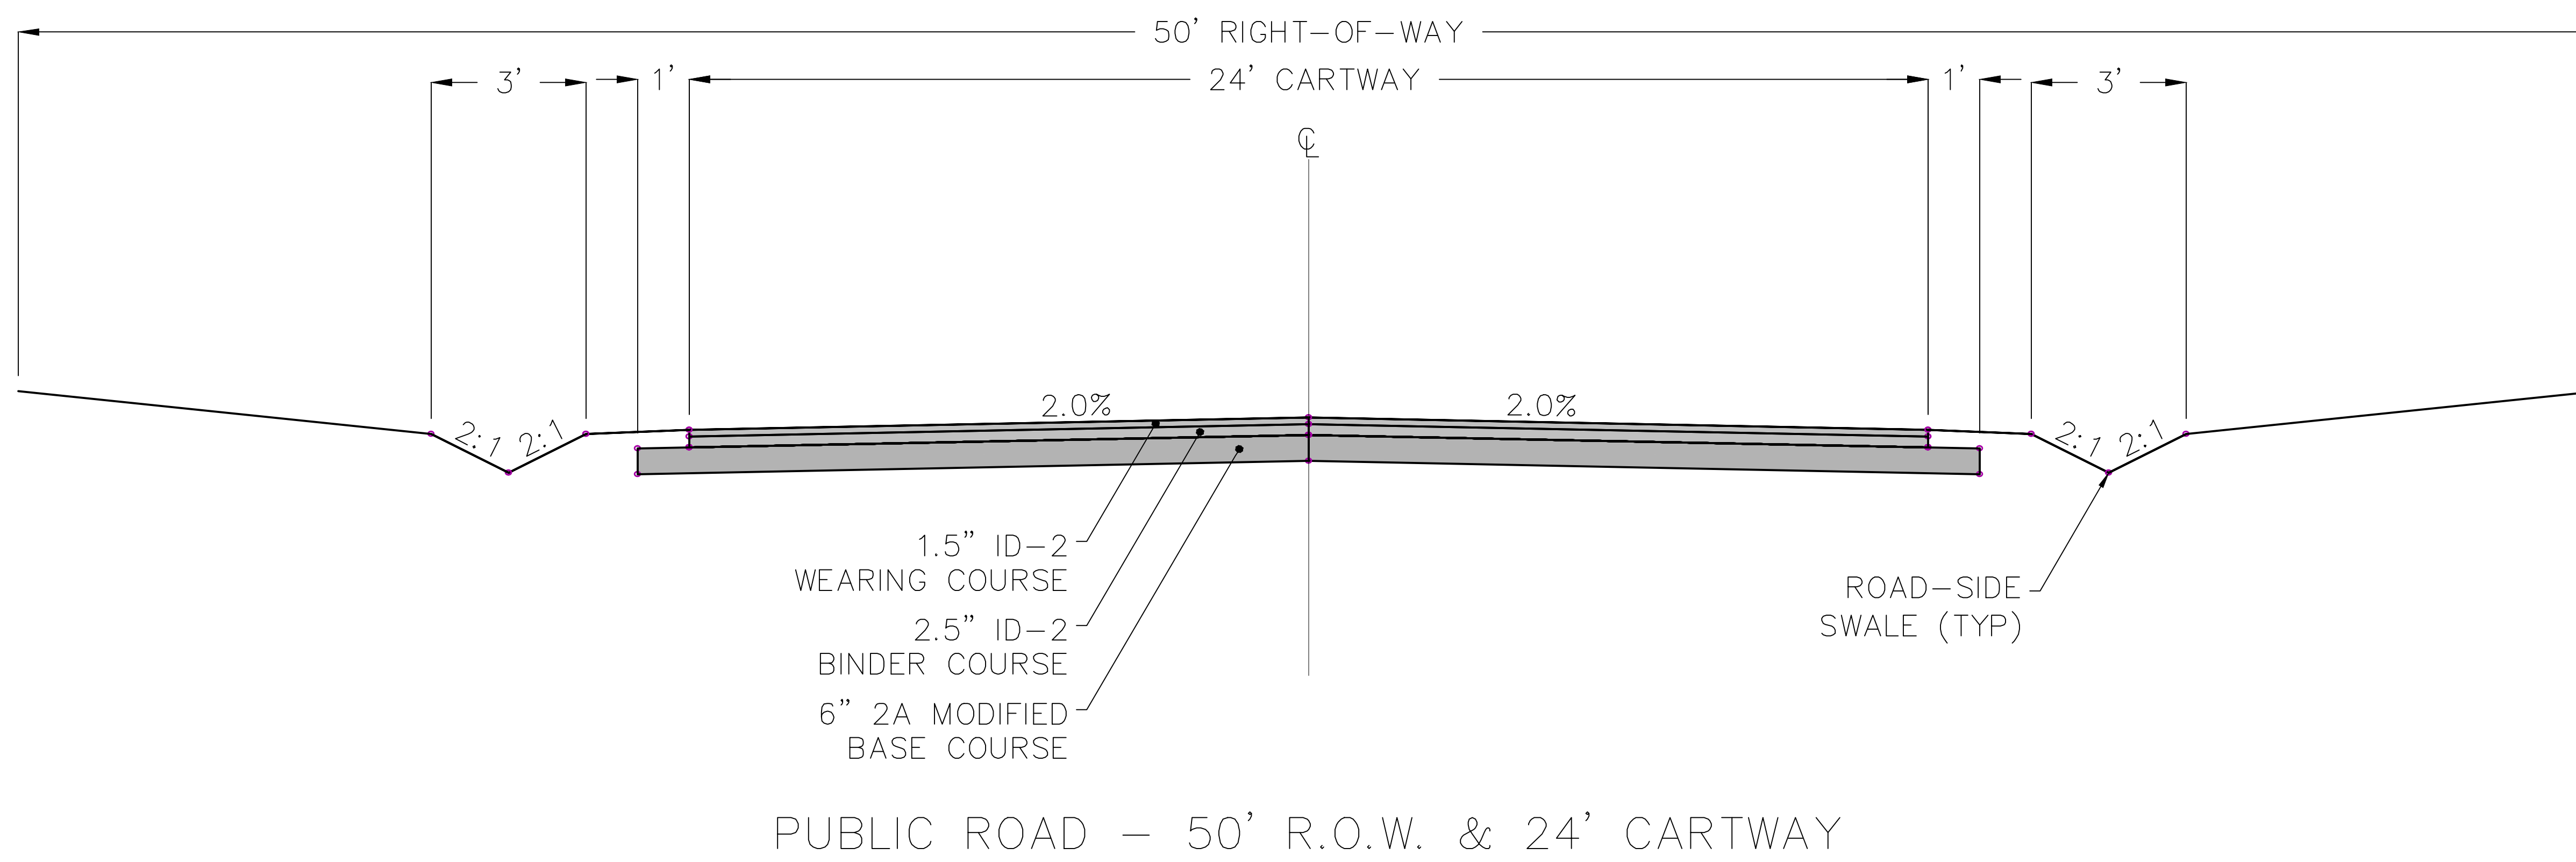 50' RIGHT-OF-WAY
3'
1'
24' CARTWAY
1'
3'
℄
2.0%
2.0%
2:1
2:1
2:1
2:1
1.5" ID-2
WEARING COURSE
2.5" ID-2
BINDER COURSE
6" 2A MODIFIED
BASE COURSE
ROAD-SIDE
SWALE (TYP)
PUBLIC ROAD - 50' R.O.W. & 24' CARTWAY